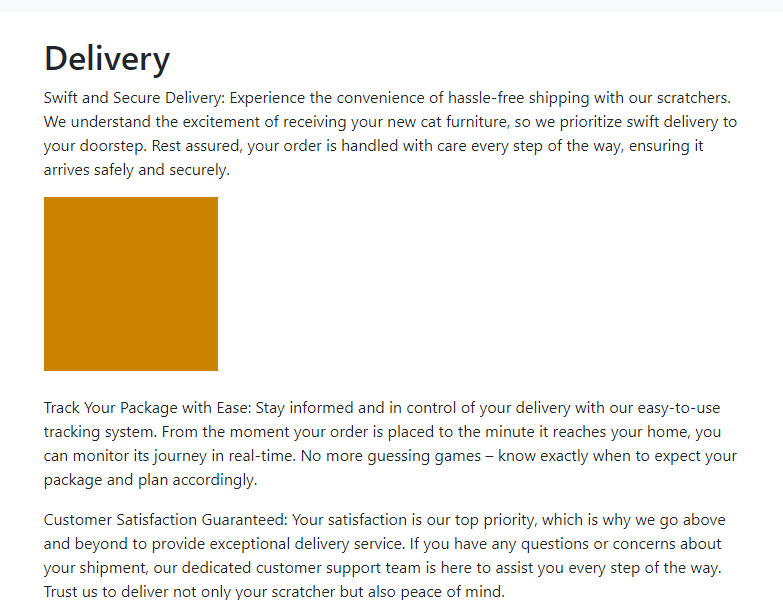 Delivery
Swift and Secure Delivery: Experience the convenience of hassle-free shipping with our scratchers.
We understand the excitement of receiving your new cat furniture, so we prioritize swift delivery to
your doorstep. Rest assured, your order is handled with care every step of the way, ensuring it
arrives safely and securely.
Track Your Package with Ease: Stay informed and in control of your delivery with our easy-to-use
tracking system. From the moment your order is placed to the minute it reaches your home, you
can monitor its journey in real-time. No more guessing games – know exactly when to expect your
package and plan accordingly.
Customer Satisfaction Guaranteed: Your satisfaction is our top priority, which is why we go above
and beyond to provide exceptional delivery service. If you have any questions or concerns about
your shipment, our dedicated customer support team is here to assist you every step of the way.
Trust us to deliver not only your scratcher but also peace of mind.